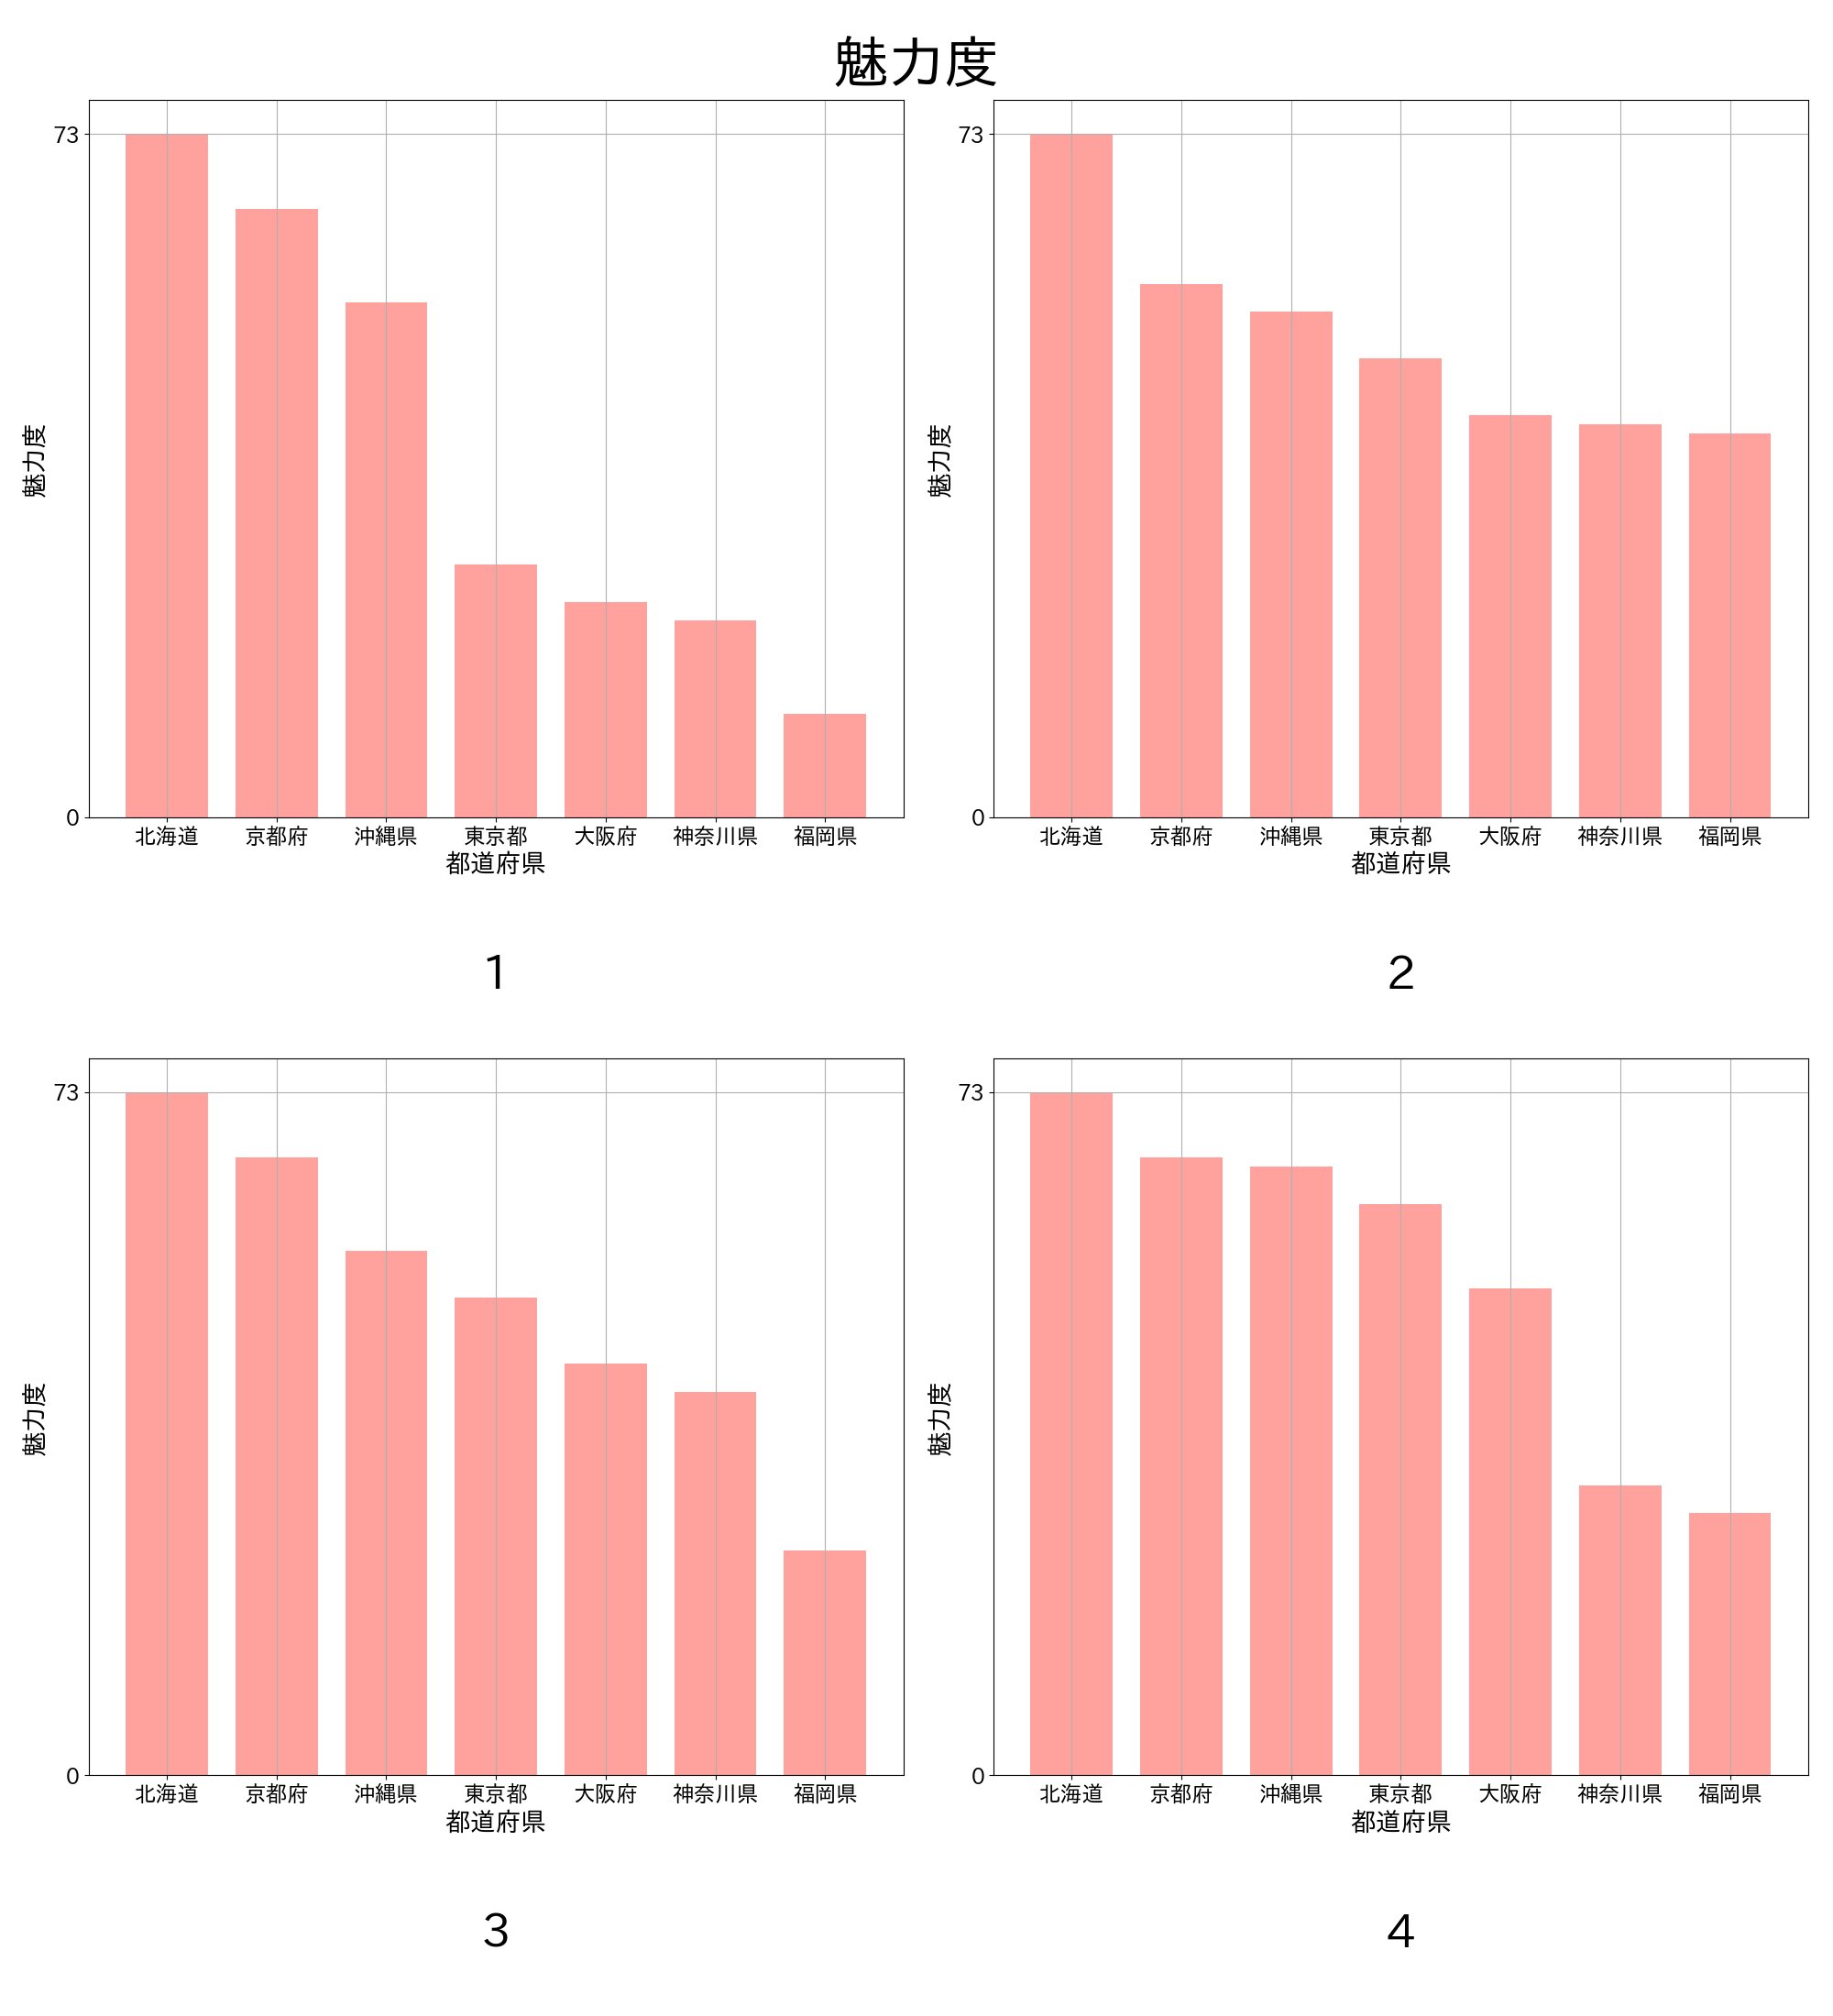 魅力度
73
魅力度
0
北海道 京都府 沖縄県 東京都 大阪府 神奈川県 福岡県
都道府県
1
73
魅力度
0
北海道 京都府 沖縄県 東京都 大阪府 神奈川県 福岡県
都道府県
2
73
魅力度
0
北海道 京都府 沖縄県 東京都 大阪府 神奈川県 福岡県
都道府県
3
73
魅力度
0
北海道 京都府 沖縄県 東京都 大阪府 神奈川県 福岡県
都道府県
4